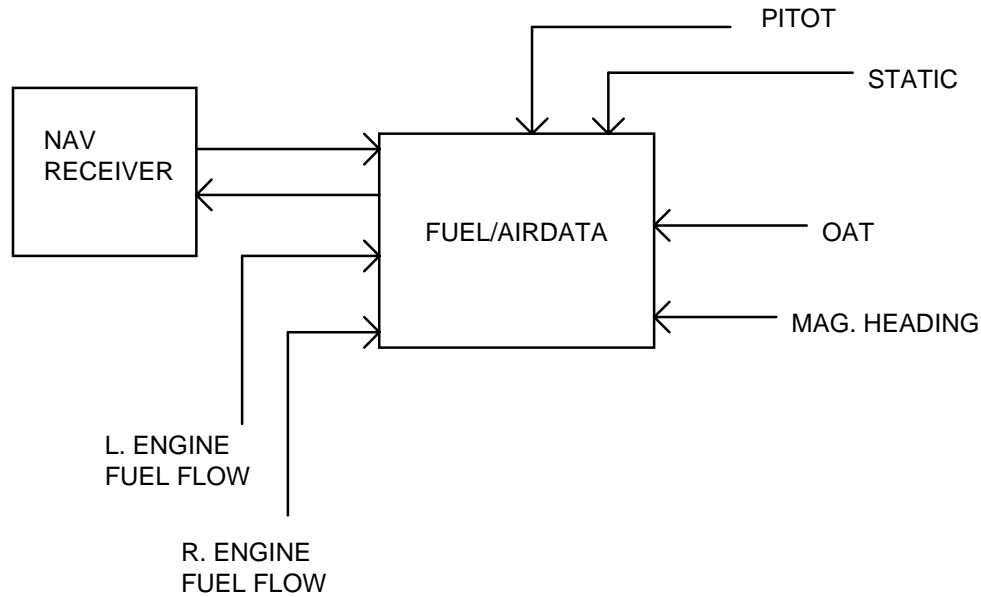 PITOT
STATIC
NAV
RECEIVER
FUEL/AIRDATA
OAT
MAG. HEADING
L. ENGINE
FUEL FLOW
R. ENGINE
FUEL FLOW